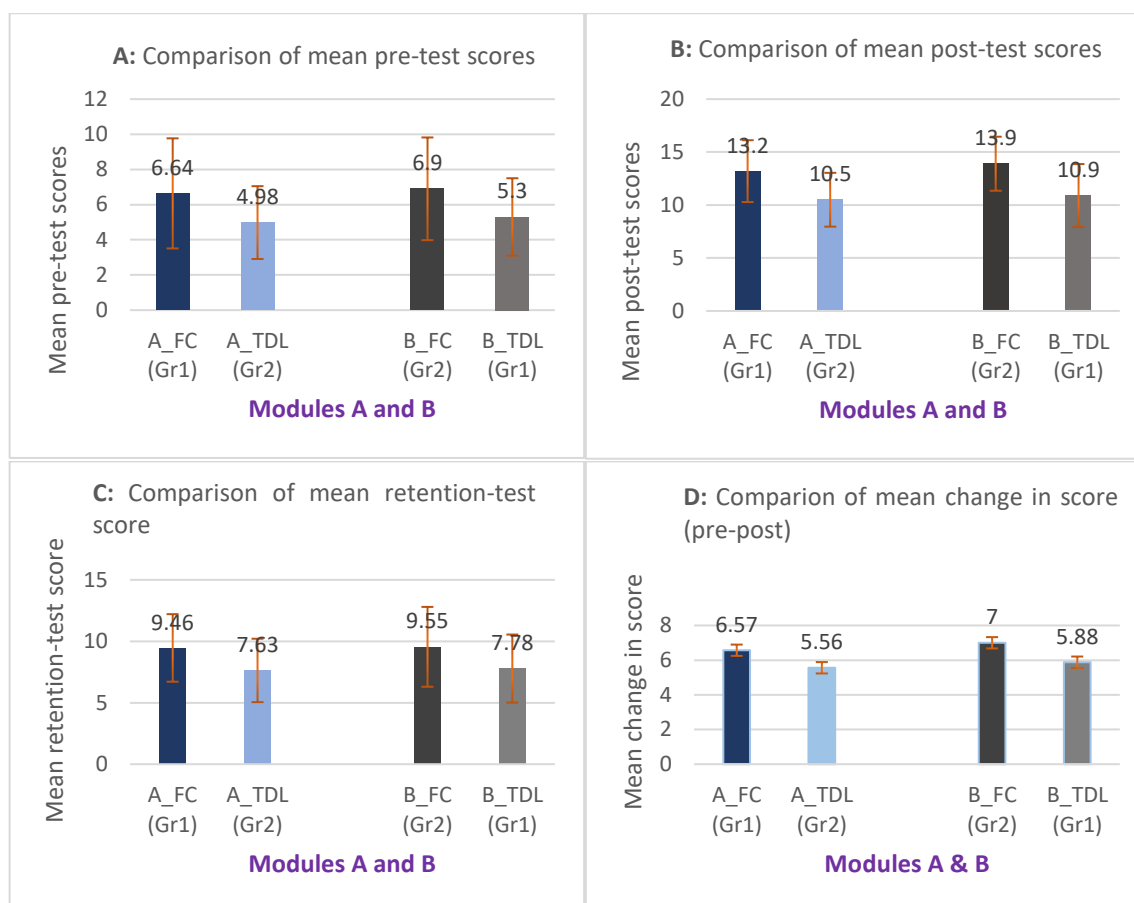 A: Comparison of mean pre-test scores
Mean pre-test scores
12
10
8
6
4
2
0
6.64
4.98
6.9
5.3
A_FC A_TDL B_FC B_TDL
(Gr1) (Gr2) (Gr2) (Gr1)
Modules A and B
B: Comparison of mean post-test scores
Mean post-test scores
20
15
10
5
0
13.2
10.5
13.9
10.9
A_FC A_TDL B_FC B_TDL
(Gr1) (Gr2) (Gr2) (Gr1)
Modules A and B
C: Comparison of mean retention-test
score
Mean retention-test score
15
10
5
0
9.46
7.63
9.55
7.78
A_FC A_TDL B_FC B_TDL
(Gr1) (Gr2) (Gr2) (Gr1)
Modules A and B
D: Comparion of mean change in score
(pre-post)
Mean change in score
8
6
4
2
0
6.57
5.56
7
5.88
A_FC A_TDL B_FC B_TDL
(Gr1) (Gr2) (Gr2) (Gr1)
Modules A & B